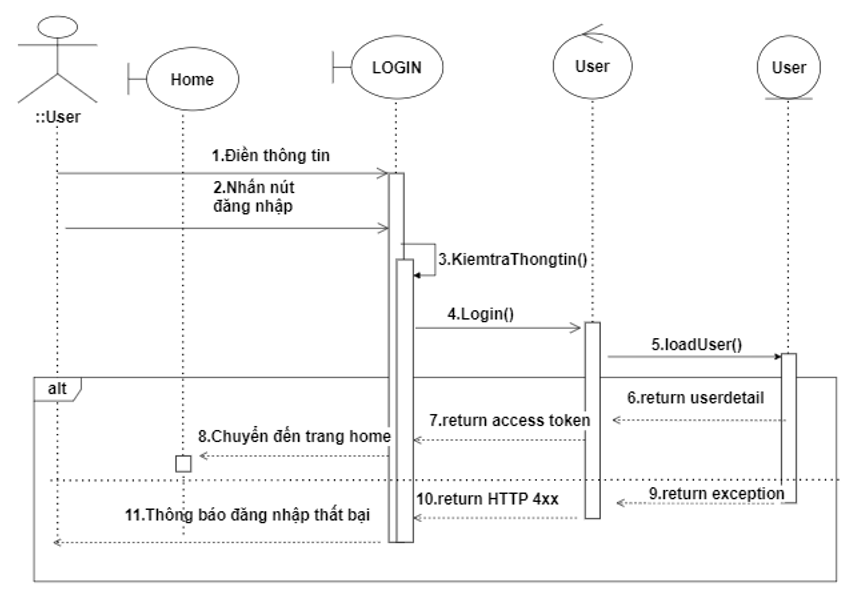 ::User
Home
LOGIN
User
User
1.Điền thông tin
2.Nhấn nút
đăng nhập
3.KiemtraThongtin()
4.Login()
5.loadUser()
alt
6.return userdetail
7.return access token
8.Chuyển đến trang home
9.return exception
10.return HTTP 4xx
11.Thông báo đăng nhập thất bại